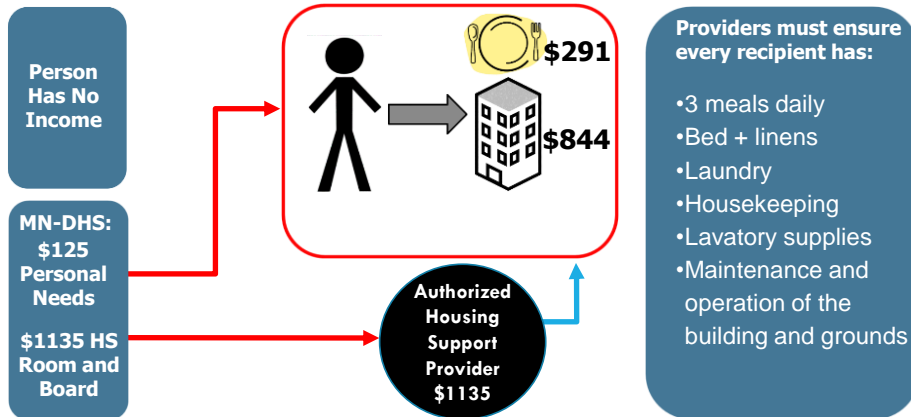 Person
Has No
Income
MN-DHS:
$125
Personal
Needs
$1135 HS
Room and
Board
$291
$844
Authorized
Housing
Support
Provider
$1135
Providers must ensure
every recipient has:
•3 meals daily
•Bed + linens
•Laundry
•Housekeeping
•Lavatory supplies
•Maintenance and
operation of the
building and grounds